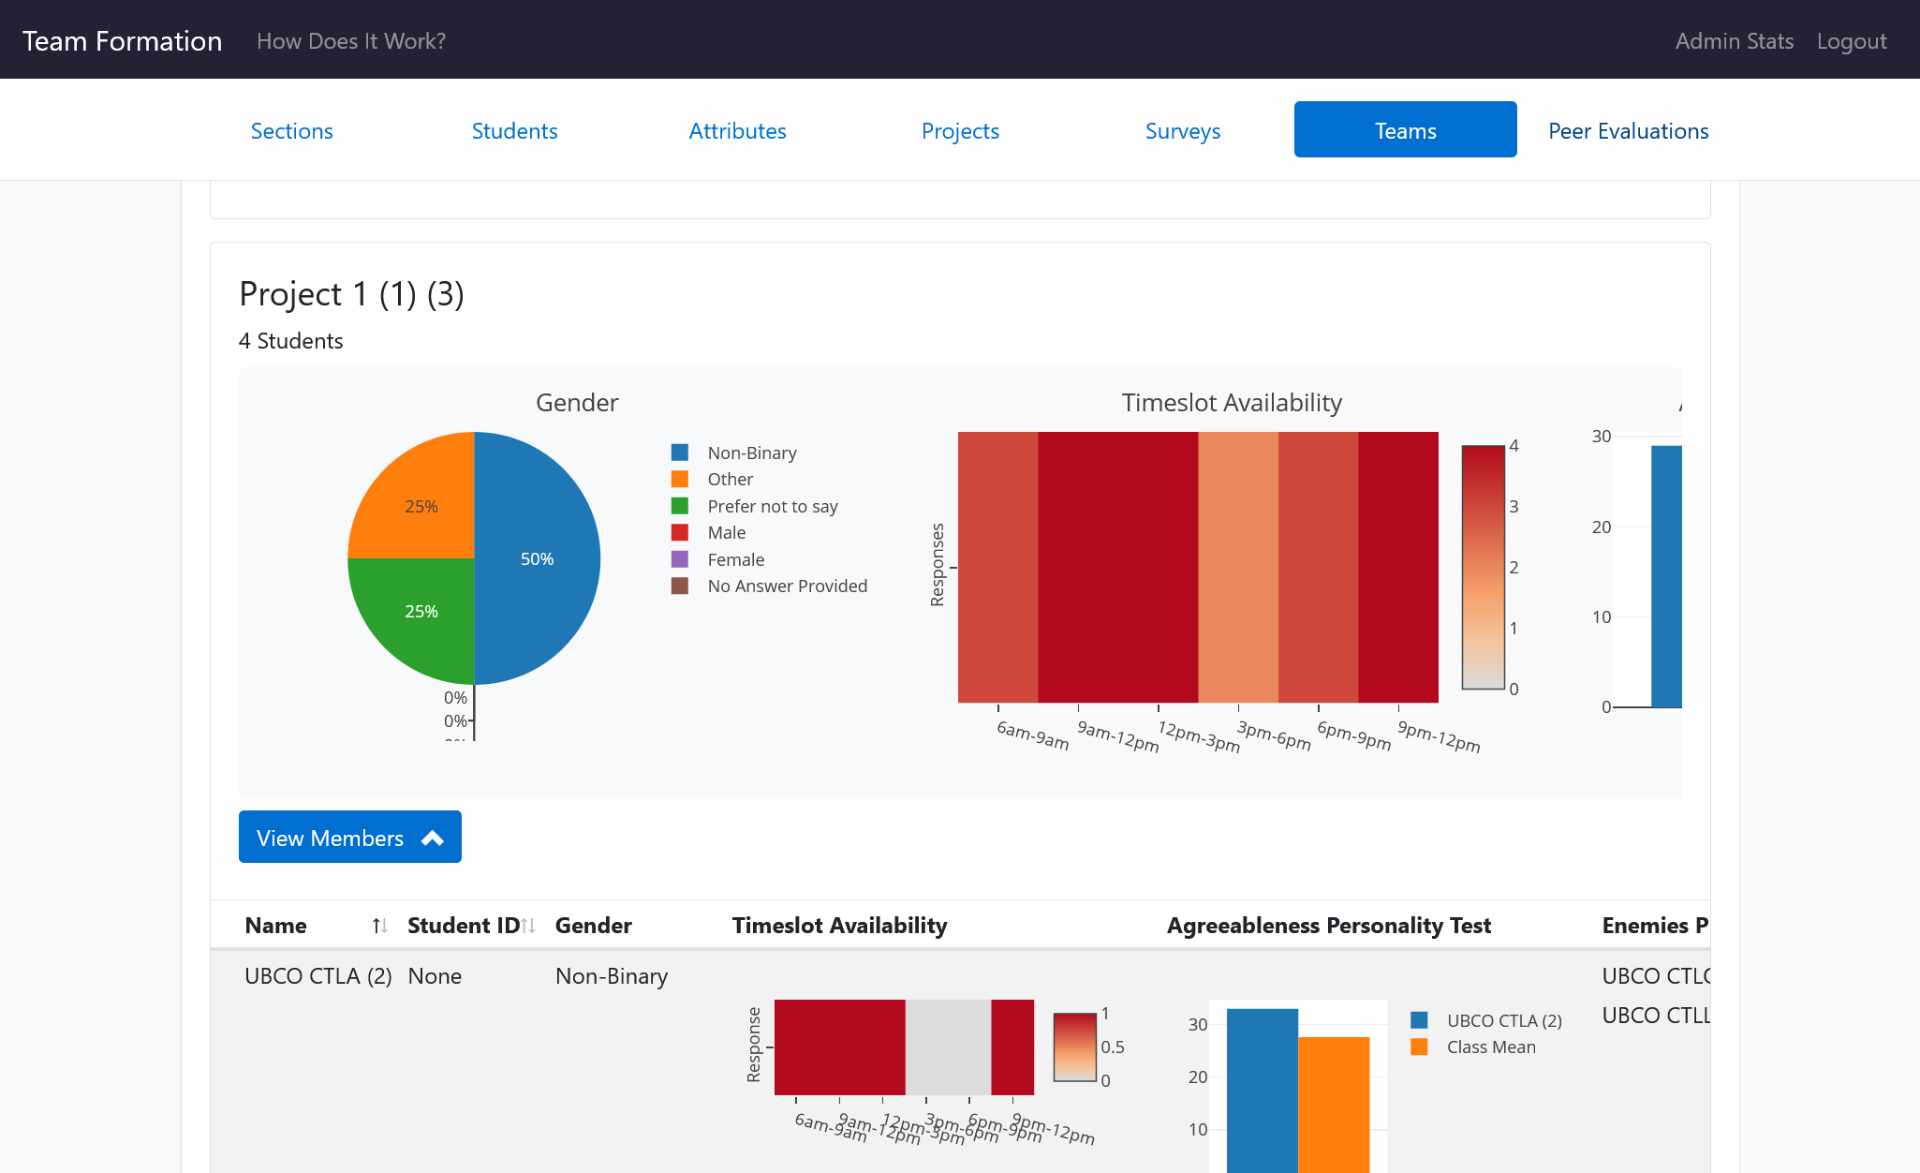 Team Formation How Does It Work? Admin Stats Logout
Sections Students Attributes Projects Surveys Teams Peer Evaluations
Project 1 (1) (3)
4 Students
Gender
50%
25%
25%
0%
0%
Non-Binary
Other
Prefer not to say
Male
Female
No Answer Provided
Timeslot Availability
Responses
6am-9am 9am-12pm 12pm-3pm 3pm-6pm 6pm-9pm 9pm-12pm
4
3
2
1
0
30
20
10
0
View Members
Name Student ID Gender Timeslot Availability Agreeableness Personality Test Enemies P
UBCO CTLA (2) None Non-Binary
Response
6am-9am 9am-12pm 12pm-3pm 3pm-6pm 6pm-9pm 9pm-12pm
1
0.5
0
30
20
10
UBCO CTLA (2)
Class Mean
UBCO CTLC
UBCO CTLL